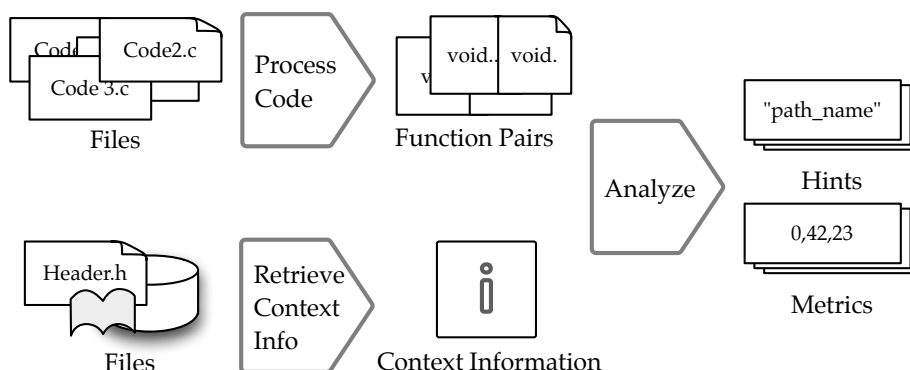 Code
Code2.c
Code 3.c
Files
Process
Code
void..
void.
v
Function Pairs
Analyze
"path_name"
Hints
0,42,23
Metrics
Header.h
Files
Retrieve
Context
Info
Context Information